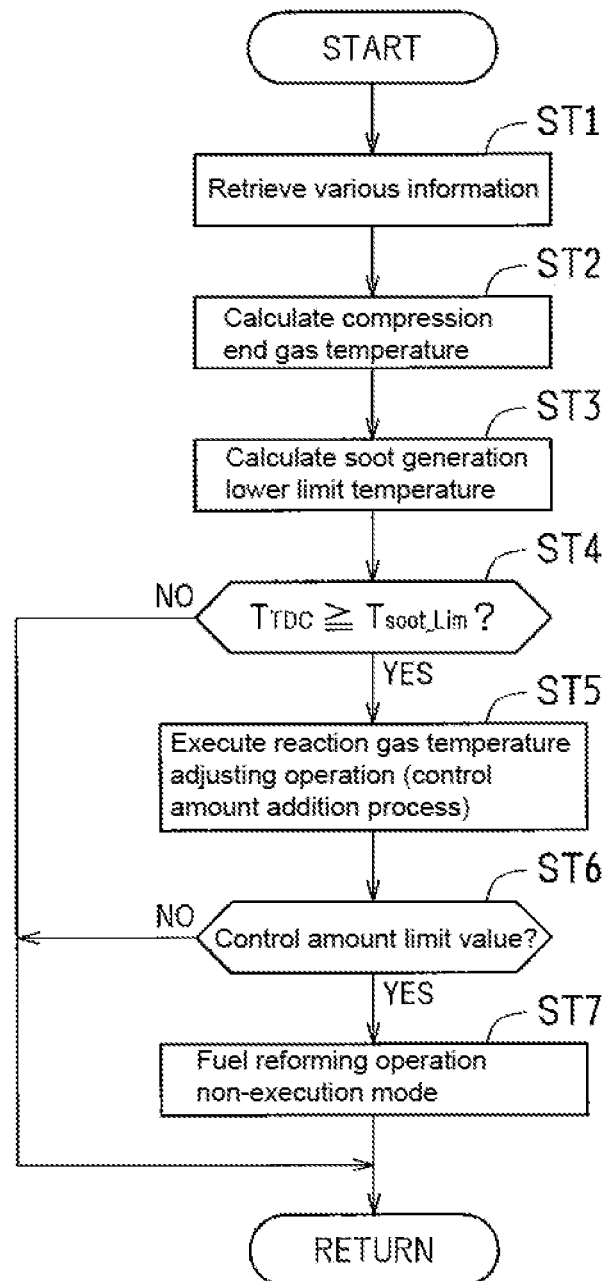 START
ST1
Retrieve various information
ST2
Calculate compression
end gas temperature
ST3
Calculate soot generation
lower limit temperature
ST4
NO
TTDC ≧ Tsoot_Lim ?
YES
ST5
Execute reaction gas temperature
adjusting operation (control
amount addition process)
ST6
NO
Control amount limit value?
YES
ST7
Fuel reforming operation
non-execution mode
RETURN